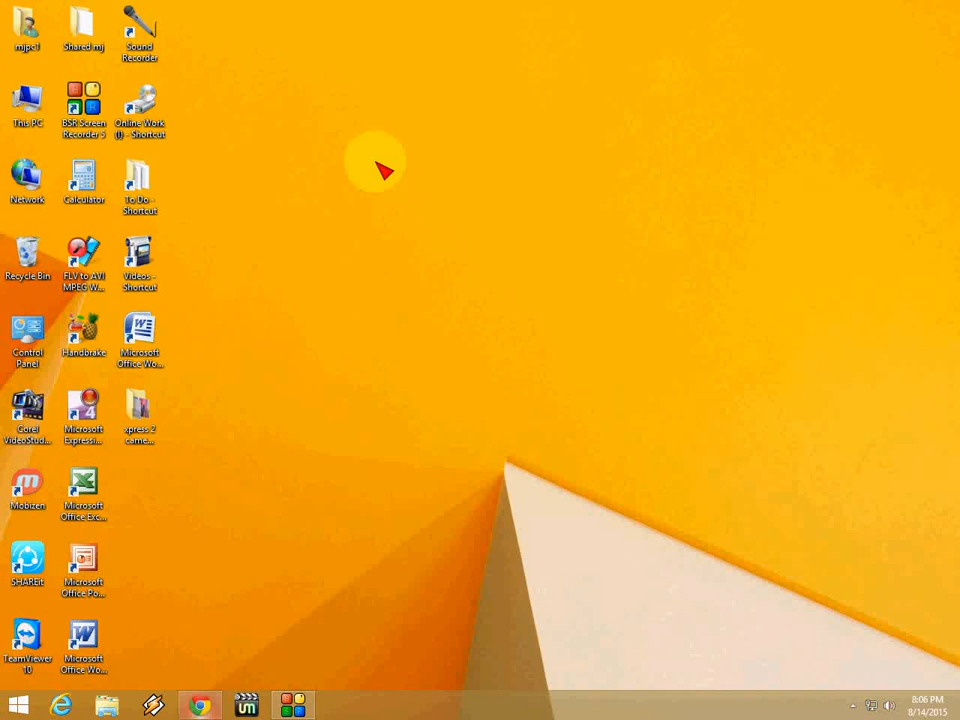 mjpc1
Shared mj
Sound
Recorder
This PC
BSR Screen
Recorder 5
Online Work
(I) - Shortcut
Network
Calculator
To Do -
Shortcut
Recycle Bin
FLV to AVI
MPEG W...
Videos -
Shortcut
Control
Panel
Handbrake
Microsoft
Office Wo...
Corel
VideoStud...
Microsoft
Expressi...
4
xpress 2
came...
Mobizen
m
Microsoft
Office Exc...
SHAREit
Microsoft
Office Po...
TeamViewer
10
Microsoft
Office Wo...
um
8:06 PM
8/14/2015